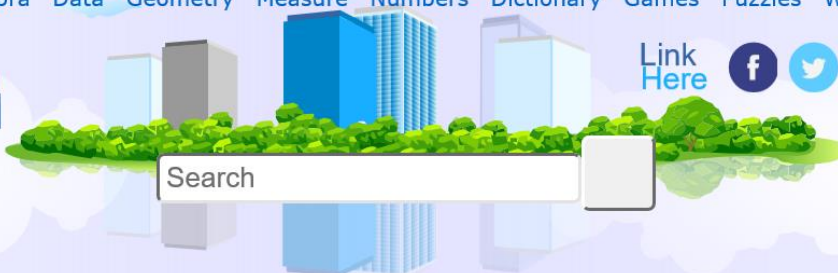 Data Geometry Measure Numbers Dictionary Games Puzzles
Link
Here
Search